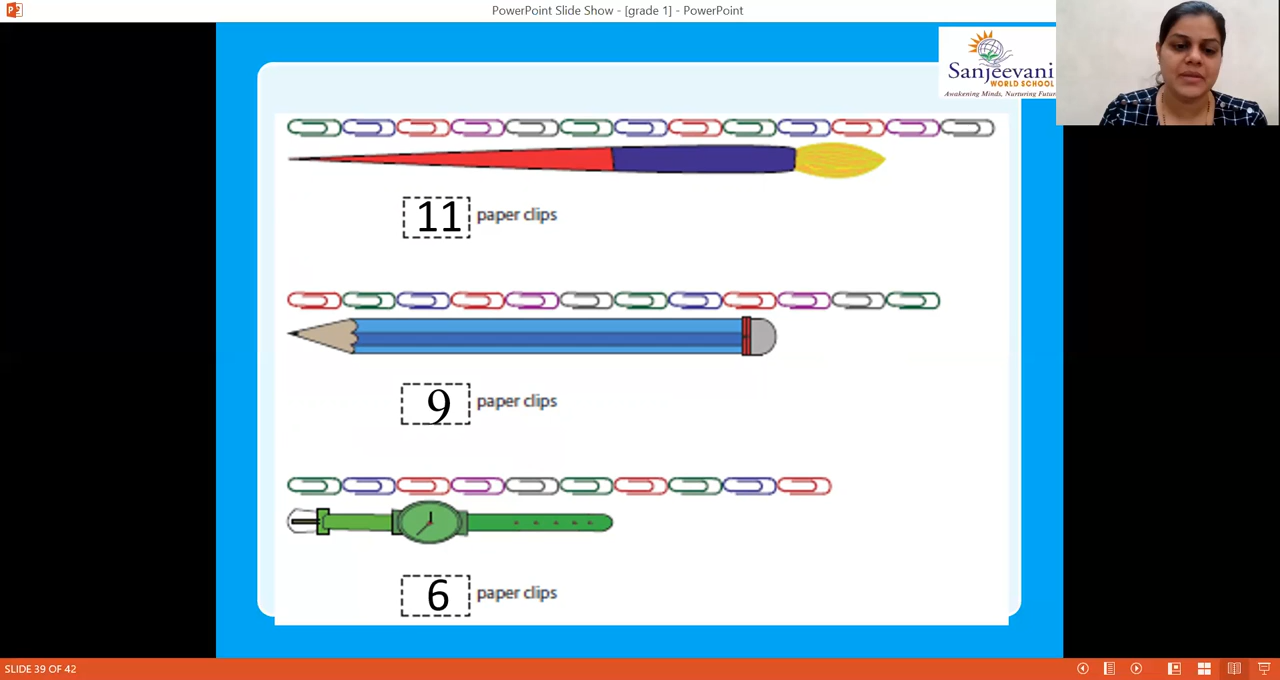 PowerPoint Slide Show - [grade 1] - PowerPoint
Sanjeevani
WORLD SCHOOL
Awakening Minds, Nurturing Futur
11 paper clips
9 paper clips
6 paper clips
SLIDE 39 OF 42